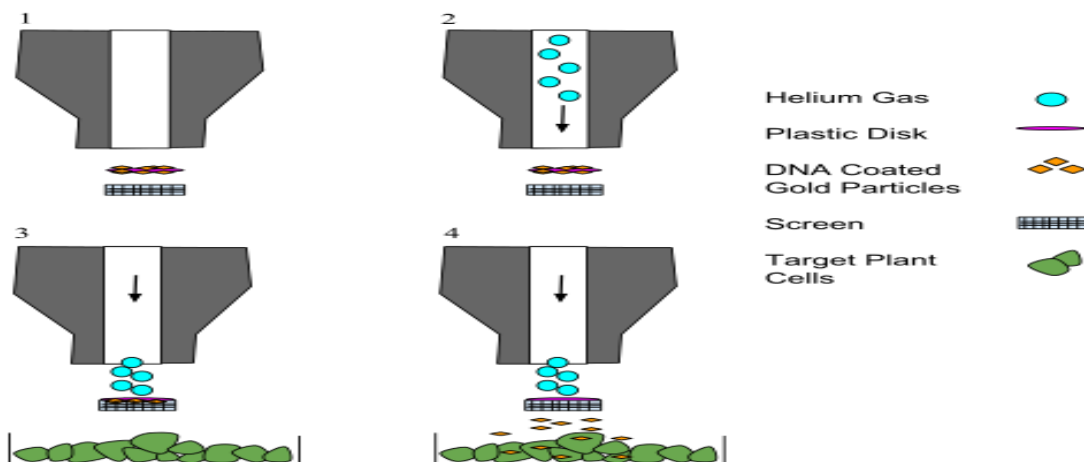 1
2
3
4
Helium Gas
Plastic Disk
DNA Coated
Gold Particles
Screen
Target Plant
Cells